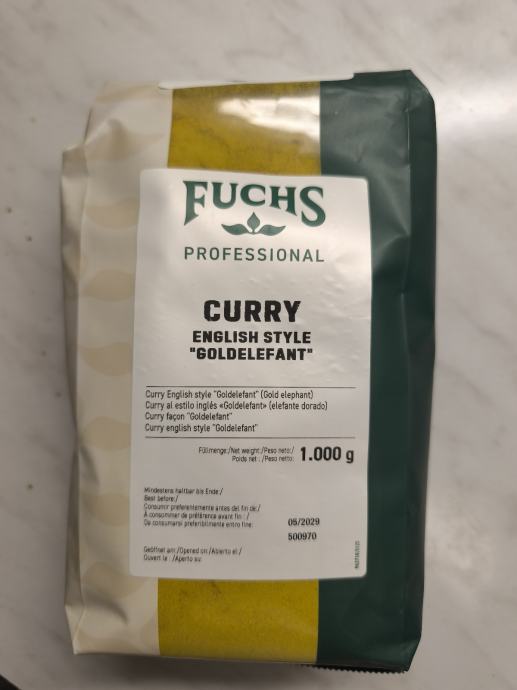 FUCHS
PROFESSIONAL
CURRY
ENGLISH STYLE
"GOLDELEFANT"
Curry English style "Goldelefant" (Gold elephant)
Curry al estilo inglés «Goldelefant» (elefante dorado)
Curry façon "Goldelefant"
Curry english style "Goldelefant"
Füllmenge:/Net weight:/Peso neto:/
Poids net :/Peso netto: 1.000 g
Mindestens haltbar bis Ende:/
Best before:/
Consumir preferentemente antes del fin de:/
À consommer de préférence avant fin : /
Da consumarsi preferibilmente entro fine: 05/2029
500970
Geöffnet am:/Opened on:/Abierto el:/
Ouvert le : /Aperto su: